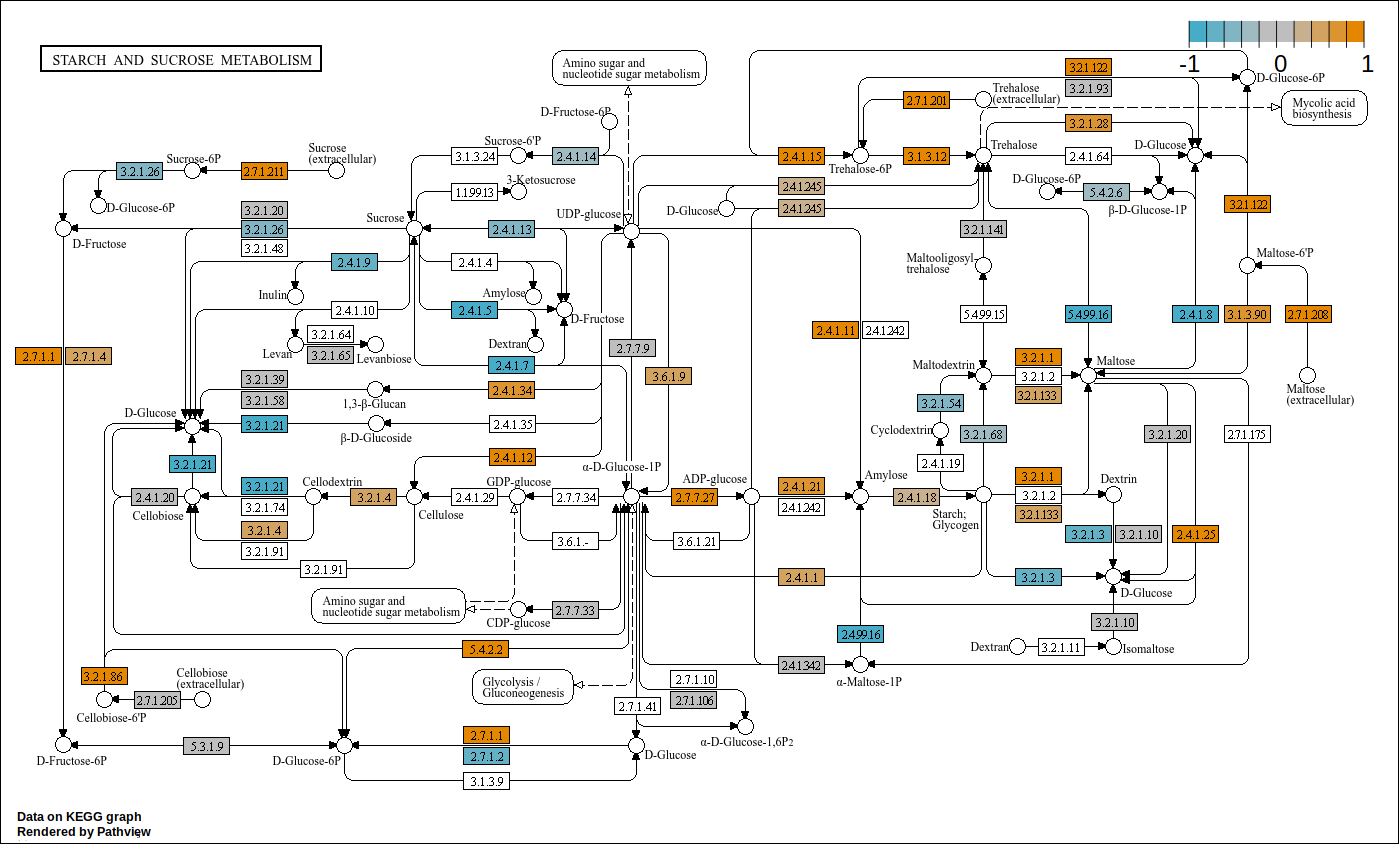 STARCH AND SUCROSE METABOLISM
-1 0 1
Amino sugar and
nucleotide sugar metabolism
D-Glucose-6P
3.2.1.122
3.2.1.93
Trehalose
(extracellular)
2.7.1.201
Mycolic acid
biosynthesis
D-Fructose-6P
3.2.1.28
Sucrose-6'P
Trehalose
D-Glucose
Sucrose
(extracellular)
Sucrose-6P
3.1.3.24
2.4.1.14
2.4.1.15
3.1.3.12
2.4.1.64
3.2.1.26
2.7.1.211
Trehalose-6P
3-Ketosucrose
D-Glucose-6P
1.1.99.13
2.4.1.245
5.4.2.6
D-Glucose-6P
2.4.1.245
D-Glucose
β-D-Glucose-1P
3.2.1.122
3.2.1.20
Sucrose
UDP-glucose
3.2.1.26
2.4.1.13
3.2.1.141
D-Fructose
3.2.1.48
Maltooligosyl-
trehalose
Maltose-6'P
2.4.1.9
2.4.1.4
Inulin
Amylose
2.4.1.10
2.4.1.5
D-Fructose
5.4.99.15
5.4.99.16
2.4.1.8
3.1.3.90
2.7.1.208
2.4.1.11
2.4.1.242
3.2.1.64
Levan
3.2.1.65
Levanbiose
Dextran
2.7.7.9
2.7.1.1
2.7.1.4
2.4.1.7
Maltodextrin
3.2.1.1
Maltose
3.2.1.39
3.6.1.9
3.2.1.2
2.4.1.34
3.2.1.133
Maltose
(extracellular)
3.2.1.58
1,3-β-Glucan
3.2.1.54
D-Glucose
3.2.1.21
2.4.1.35
Cyclodextrin
3.2.1.68
3.2.1.20
2.7.1.175
β-D-Glucoside
2.4.1.12
3.2.1.21
α-D-Glucose-1P
2.4.1.19
ADP-glucose
Amylose
3.2.1.1
Dextrin
3.2.1.21
Cellodextrin
GDP-glucose
2.4.1.21
2.4.1.20
3.2.1.4
2.4.1.29
2.7.7.34
2.7.7.27
2.4.1.18
3.2.1.2
3.2.1.74
2.4.1.242
Cellobiose
Cellulose
Starch;
Glycogen
3.2.1.133
3.2.1.4
3.2.1.3
3.2.1.10
2.4.1.25
3.6.1.-
3.6.1.21
3.2.1.91
3.2.1.91
2.4.1.1
3.2.1.3
D-Glucose
Amino sugar and
nucleotide sugar metabolism
2.7.7.33
CDP-glucose
3.2.1.10
2.4.99.16
5.4.2.2
Dextran
3.2.1.11
Isomaltose
2.4.1.342
3.2.1.86
Cellobiose
(extracellular)
α-Maltose-1P
Glycolysis /
Gluconeogenesis
2.7.1.10
2.7.1.205
2.7.1.106
2.7.1.41
Cellobiose-6'P
2.7.1.1
α-D-Glucose-1,6P2
5.3.1.9
2.7.1.2
D-Glucose
D-Fructose-6P
D-Glucose-6P
3.1.3.9
Data on KEGG graph
Rendered by Pathview